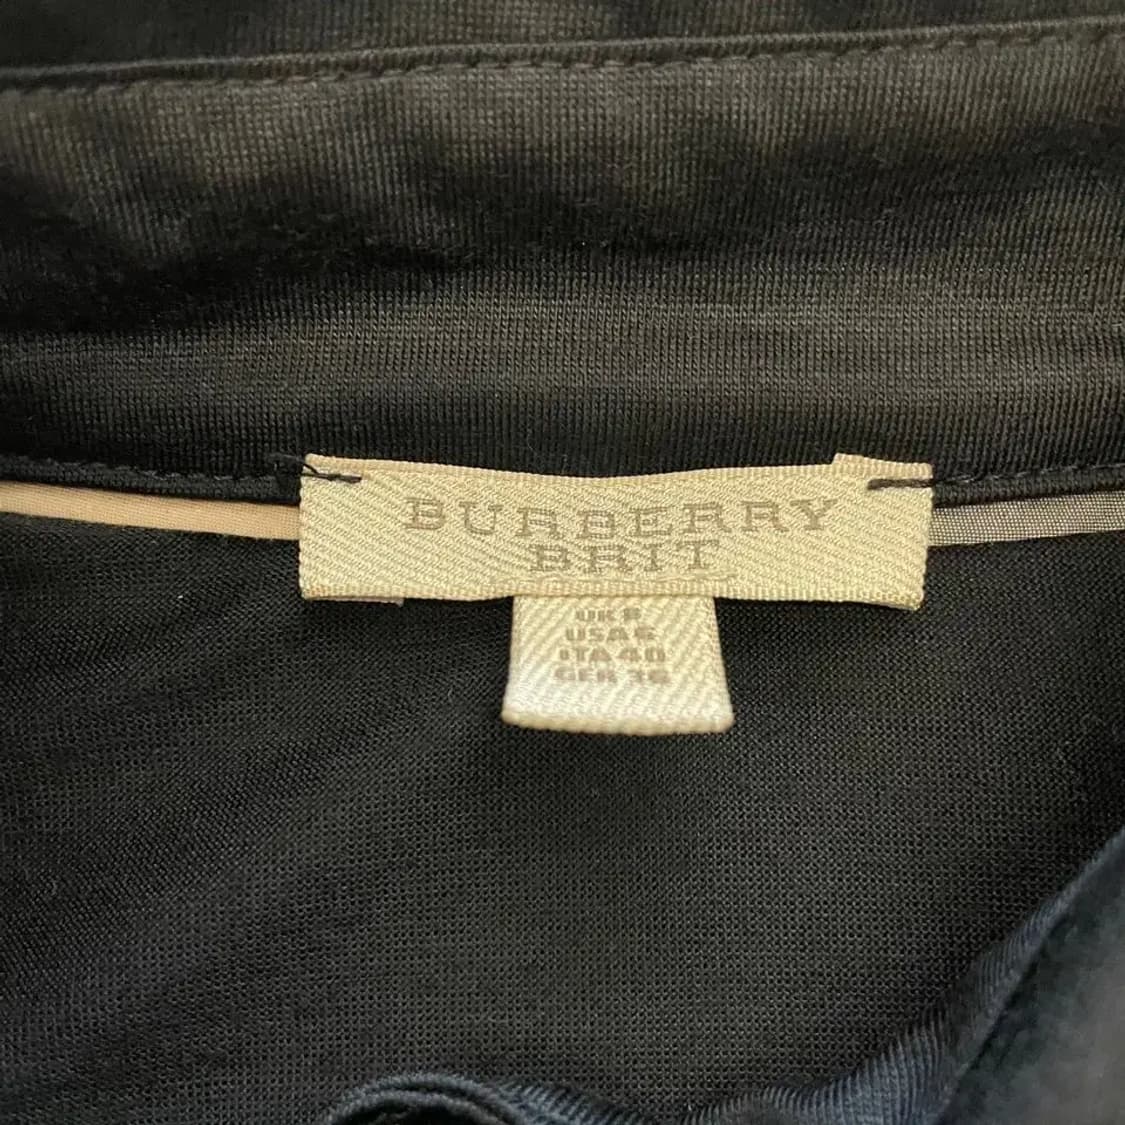 BURBERRY
BRIT
UK 8
USA 6
ITA 40
GER 36